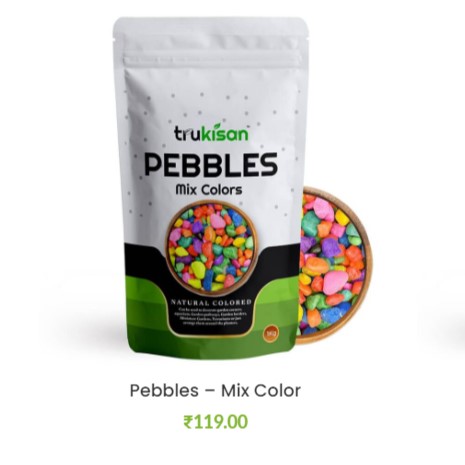 trukisan
PEBBLES
Mix Colors
NATURAL COLORED
Pebbles – Mix Color
₹119.00